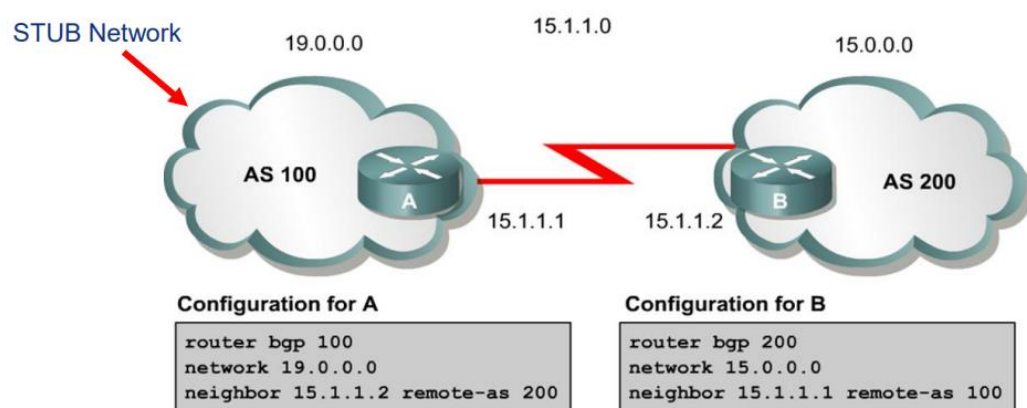 STUB Network
19.0.0.0
15.1.1.0
15.0.0.0
AS 100
A
15.1.1.1
15.1.1.2
B
AS 200
Configuration for A
router bgp 100
network 19.0.0.0
neighbor 15.1.1.2 remote-as 200
Configuration for B
router bgp 200
network 15.0.0.0
neighbor 15.1.1.1 remote-as 100